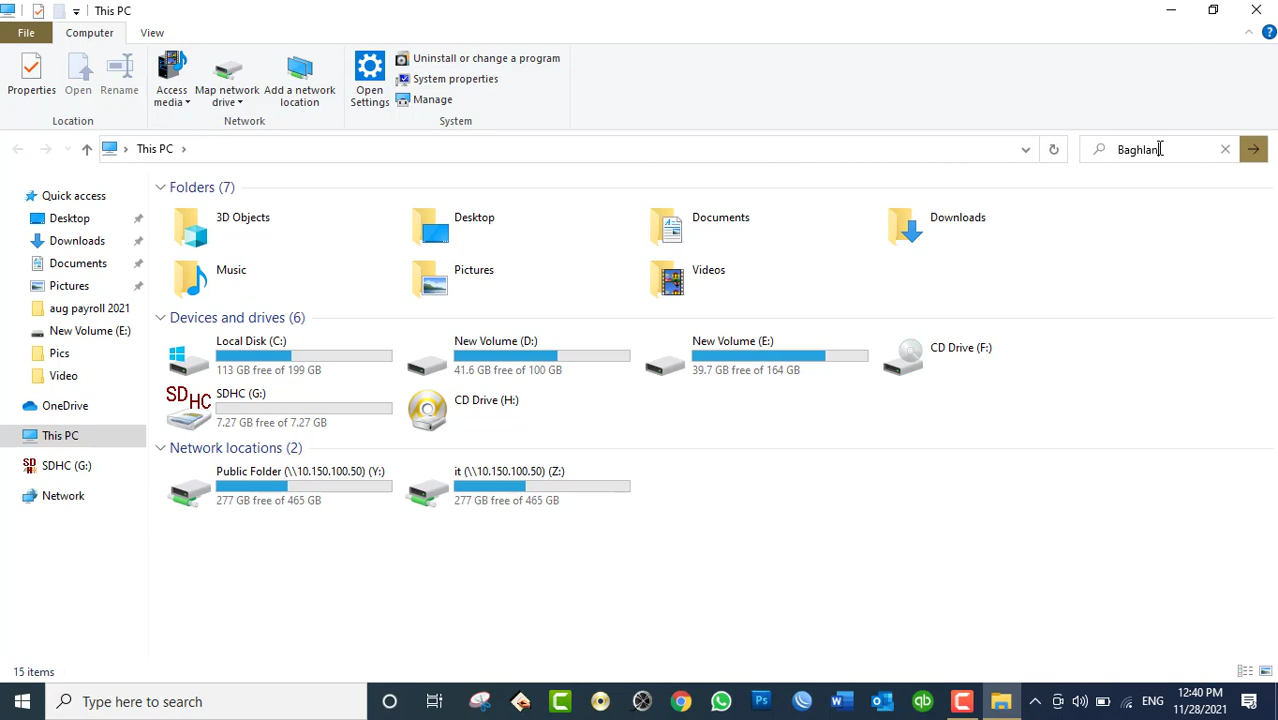 This PC
File
Computer
View
Properties
Open
Rename
Access media
Map network drive
Add a network location
Open Settings
Uninstall or change a program
System properties
Manage
Location
Network
System
This PC
Baghlan
Quick access
Desktop
Downloads
Documents
Pictures
aug payroll 2021
New Volume (E:)
Pics
Video
OneDrive
This PC
SDHC (G:)
Network
Folders (7)
3D Objects
Desktop
Documents
Downloads
Music
Pictures
Videos
Devices and drives (6)
Local Disk (C:)
113 GB free of 199 GB
New Volume (D:)
41.6 GB free of 100 GB
New Volume (E:)
39.7 GB free of 164 GB
CD Drive (F:)
SDHC
SDHC (G:)
7.27 GB free of 7.27 GB
CD Drive (H:)
Network locations (2)
Public Folder (\\10.150.100.50) (Y:)
277 GB free of 465 GB
it (\\10.150.100.50) (Z:)
277 GB free of 465 GB
15 items
Type here to search
ENG
12:40 PM
11/28/2021